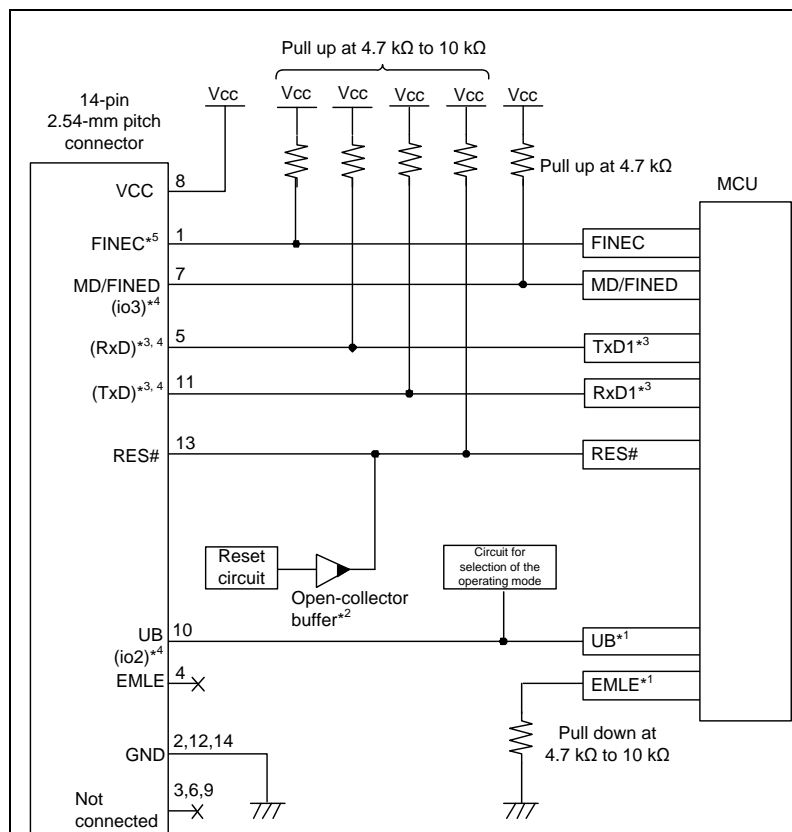 Pull up at 4.7 kΩ to 10 kΩ
14-pin
2.54-mm pitch
connector
Vcc
Vcc
Vcc
Vcc
Vcc
Vcc
Pull up at 4.7 kΩ
MCU
VCC
8
FINEC*5
1
FINEC
MD/FINED
(io3)*4
7
MD/FINED
(RxD)*3, 4
5
TxD1*3
(TxD)*3, 4
11
RxD1*3
RES#
13
RES#
Reset
circuit
Open-collector
buffer*2
Circuit for
selection of the
operating mode
UB
(io2)*4
10
UB*1
EMLE
4
EMLE*1
Pull down at
4.7 kΩ to 10 kΩ
GND
2,12,14
Not
connected
3,6,9